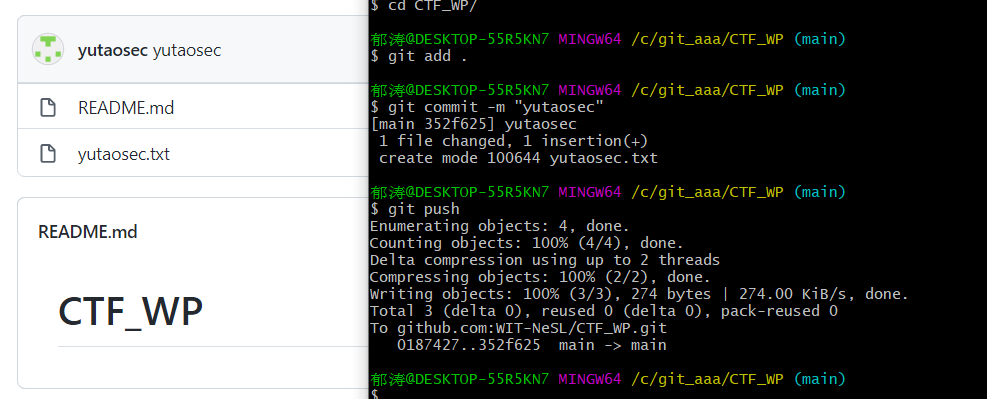 yutaosec yutaosec
README.md
yutaosec.txt
README.md
CTF_WP
$ cd CTF_WP/
郁涛@DESKTOP-55R5KN7 MINGW64 /c/git_aaa/CTF_WP (main)
$ git add .
郁涛@DESKTOP-55R5KN7 MINGW64 /c/git_aaa/CTF_WP (main)
$ git commit -m "yutaosec"
[main 352f625] yutaosec
 1 file changed, 1 insertion(+)
 create mode 100644 yutaosec.txt
郁涛@DESKTOP-55R5KN7 MINGW64 /c/git_aaa/CTF_WP (main)
$ git push
Enumerating objects: 4, done.
Counting objects: 100% (4/4), done.
Delta compression using up to 2 threads
Compressing objects: 100% (2/2), done.
Writing objects: 100% (3/3), 274 bytes | 274.00 KiB/s, done.
Total 3 (delta 0), reused 0 (delta 0), pack-reused 0
To github.com:WIT-NeSL/CTF_WP.git
   0187427..352f625  main -> main
郁涛@DESKTOP-55R5KN7 MINGW64 /c/git_aaa/CTF_WP (main)
$